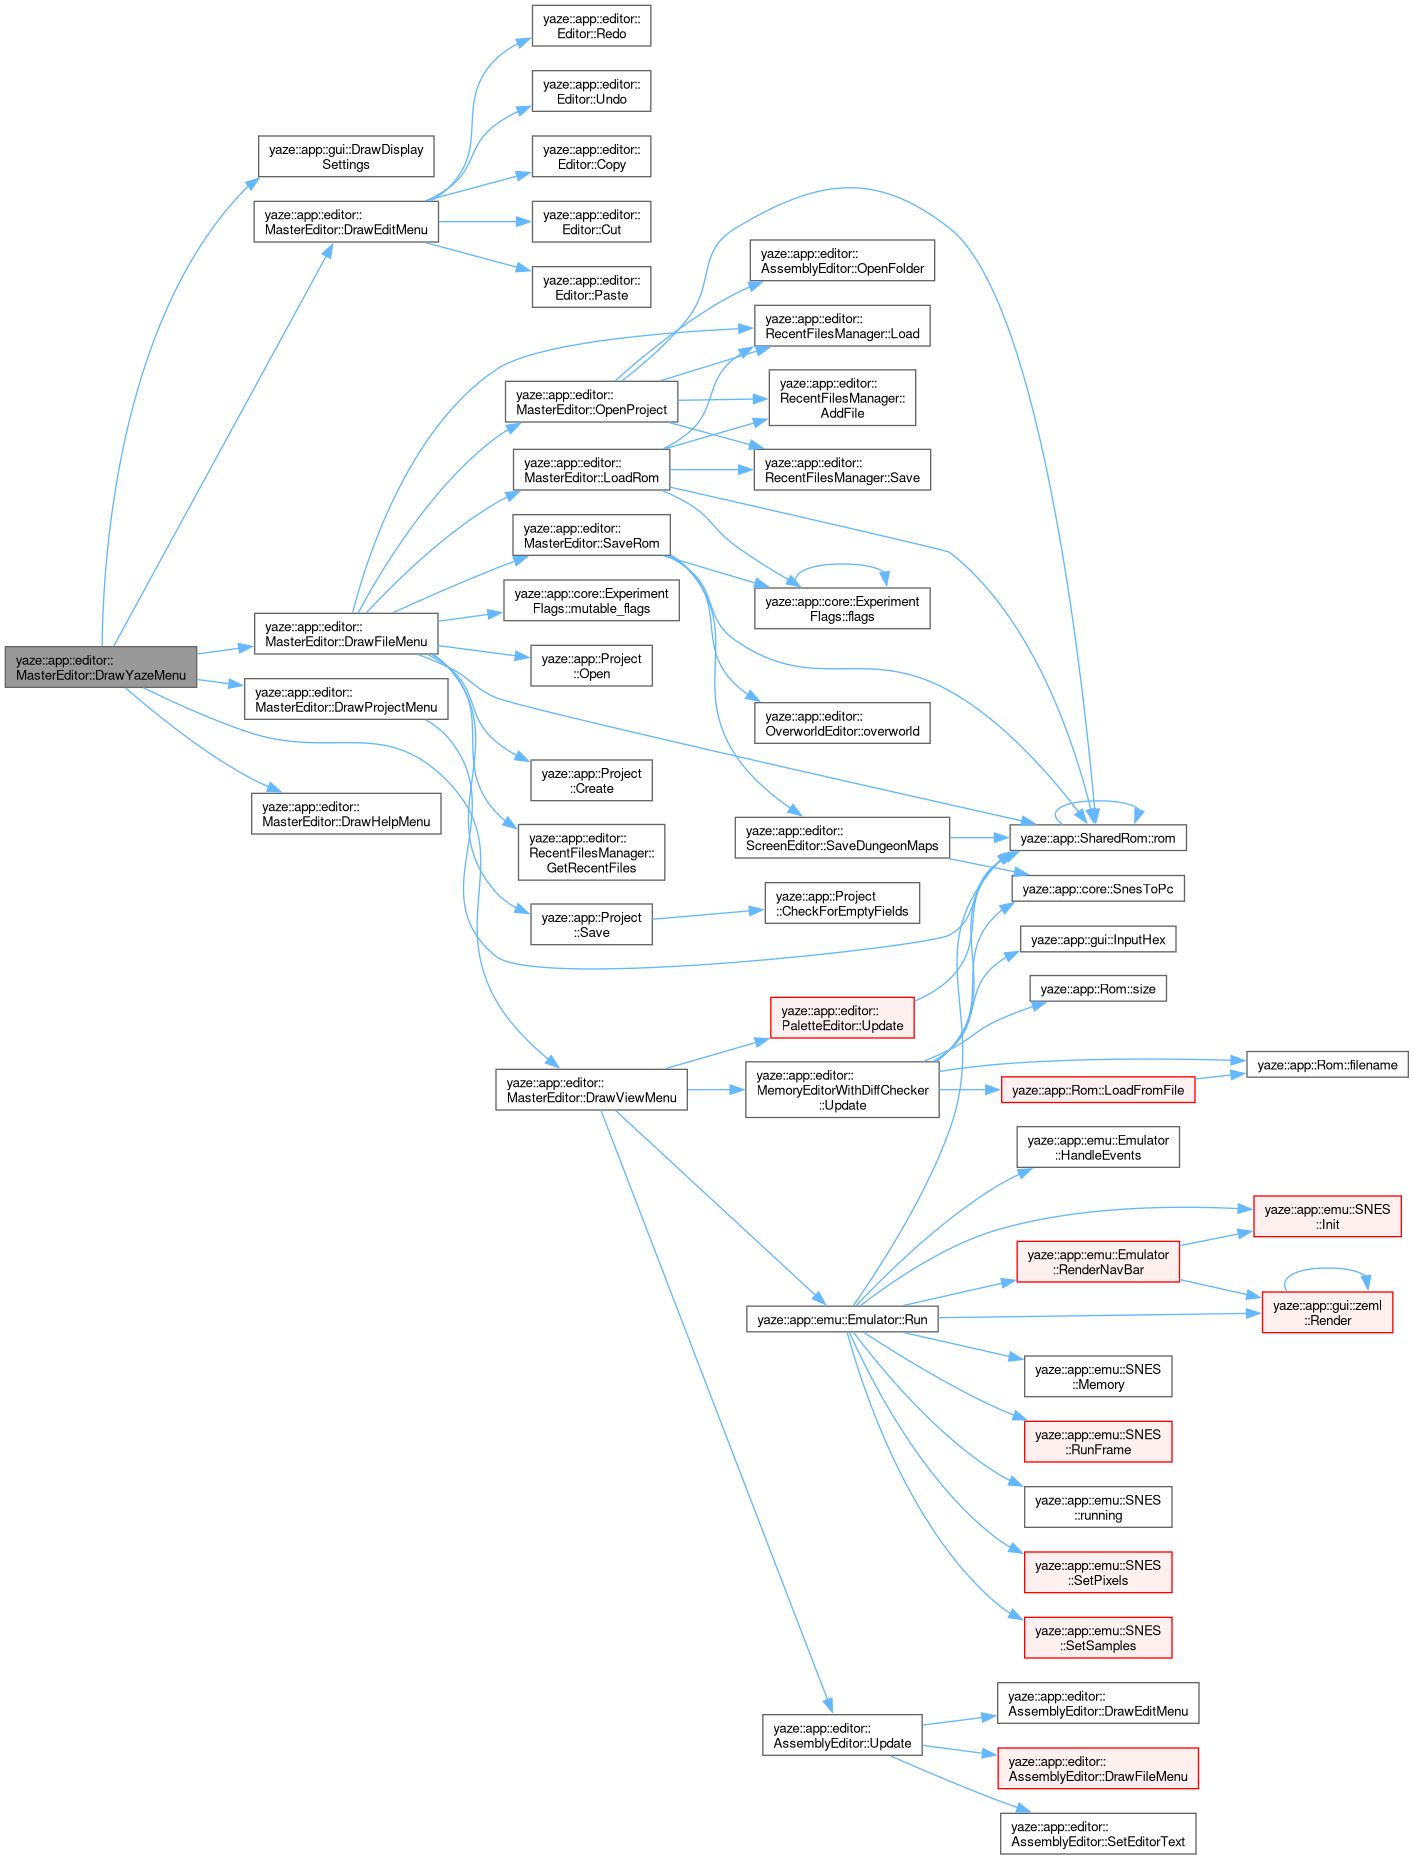 yaze::app::editor::
Editor::Redo
yaze::app::editor::
Editor::Undo
yaze::app::gui::DrawDisplay
Settings
yaze::app::editor::
Editor::Copy
yaze::app::editor::
MasterEditor::DrawEditMenu
yaze::app::editor::
Editor::Cut
yaze::app::editor::
Editor::Paste
yaze::app::editor::
AssemblyEditor::OpenFolder
yaze::app::editor::
RecentFilesManager::Load
yaze::app::editor::
MasterEditor::OpenProject
yaze::app::editor::
RecentFilesManager::
AddFile
yaze::app::editor::
MasterEditor::LoadRom
yaze::app::editor::
RecentFilesManager::Save
yaze::app::editor::
MasterEditor::SaveRom
yaze::app::core::Experiment
Flags::mutable_flags
yaze::app::core::Experiment
Flags::flags
yaze::app::editor::
MasterEditor::DrawFileMenu
yaze::app::editor::
MasterEditor::DrawYazeMenu
yaze::app::Project
::Open
yaze::app::editor::
MasterEditor::DrawProjectMenu
yaze::app::editor::
OverworldEditor::overworld
yaze::app::Project
::Create
yaze::app::editor::
MasterEditor::DrawHelpMenu
yaze::app::editor::
RecentFilesManager::
GetRecentFiles
yaze::app::editor::
ScreenEditor::SaveDungeonMaps
yaze::app::SharedRom::rom
yaze::app::core::SnesToPc
yaze::app::Project
::CheckForEmptyFields
yaze::app::Project
::Save
yaze::app::gui::InputHex
yaze::app::Rom::size
yaze::app::editor::
PaletteEditor::Update
yaze::app::Rom::filename
yaze::app::editor::
MasterEditor::DrawViewMenu
yaze::app::editor::
MemoryEditorWithDiffChecker
::Update
yaze::app::Rom::LoadFromFile
yaze::app::emu::Emulator
::HandleEvents
yaze::app::emu::SNES
::Init
yaze::app::emu::Emulator
::RenderNavBar
yaze::app::gui::zeml
::Render
yaze::app::emu::Emulator::Run
yaze::app::emu::SNES
::Memory
yaze::app::emu::SNES
::RunFrame
yaze::app::emu::SNES
::running
yaze::app::emu::SNES
::SetPixels
yaze::app::emu::SNES
::SetSamples
yaze::app::editor::
AssemblyEditor::DrawEditMenu
yaze::app::editor::
AssemblyEditor::Update
yaze::app::editor::
AssemblyEditor::DrawFileMenu
yaze::app::editor::
AssemblyEditor::SetEditorText